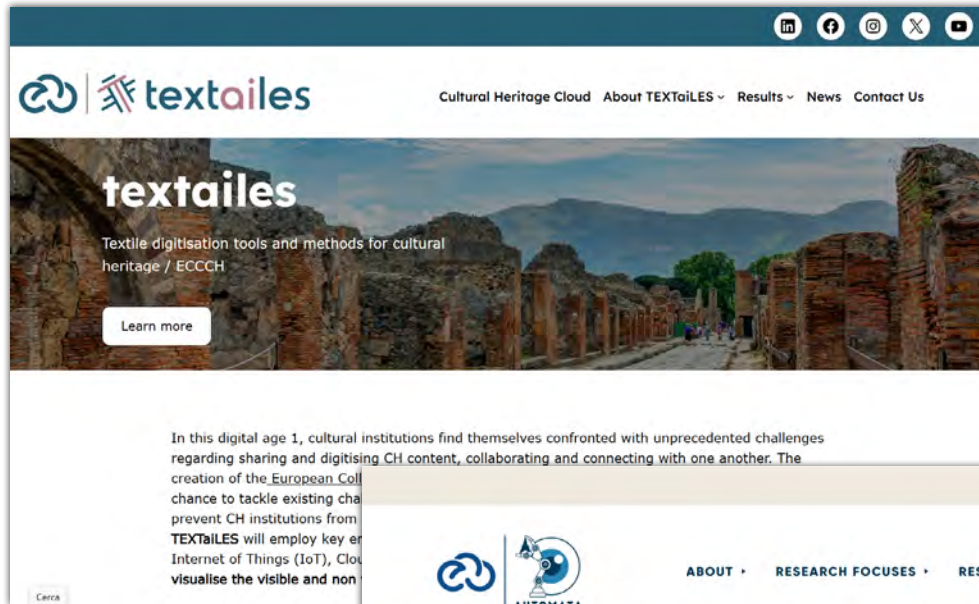 textailes
Cultural Heritage Cloud About TEXTaiLES Results News Contact Us
textailes
Textile digitisation tools and methods for cultural
heritage / ECCCH
Learn more
In this digital age 1, cultural institutions find themselves confronted with unprecedented challenges
regarding sharing and digitising CH content, collaborating and connecting with one another. The
creation of the European Coll
chance to tackle existing cha
prevent CH institutions from
TEXTaiLES will employ key e
Internet of Things (IoT), Clou
visualise the visible and non
Cerca
AUTOMATA
ABOUT RESEARCH FOCUSES RES